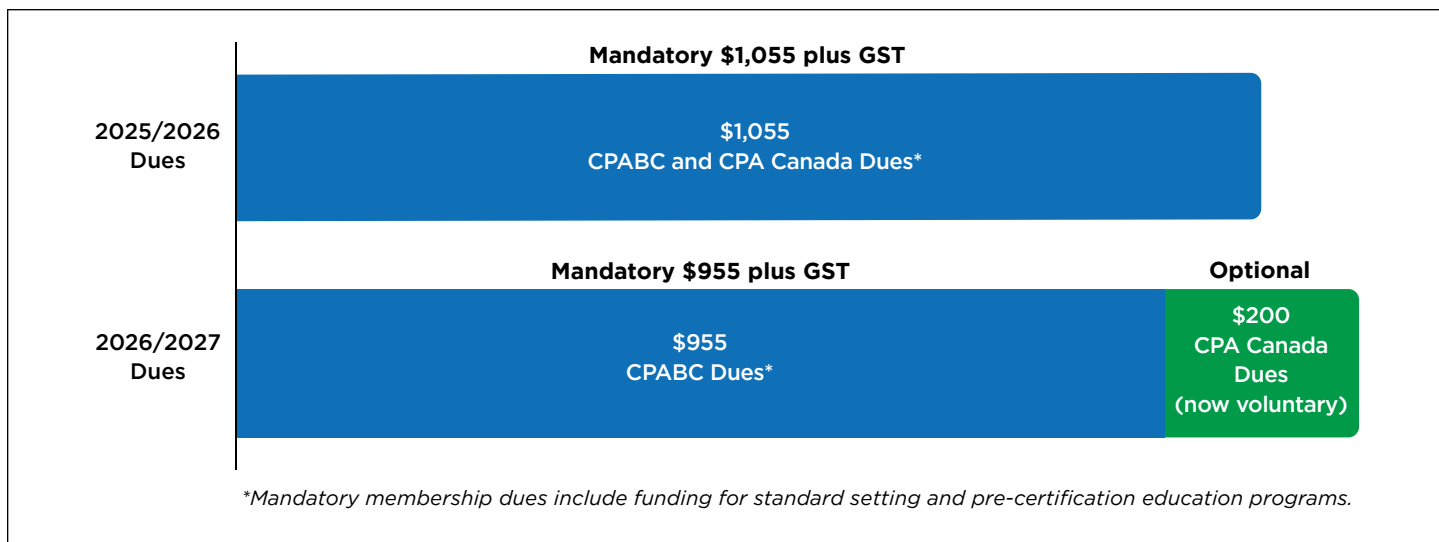 Mandatory $1,055 plus GST
2025/2026
Dues
$1,055
CPABC and CPA Canada Dues*
Mandatory $955 plus GST
Optional
2026/2027
Dues
$955
CPABC Dues*
$200
CPA Canada
Dues
(now voluntary)
*Mandatory membership dues include funding for standard setting and pre-certification education programs.